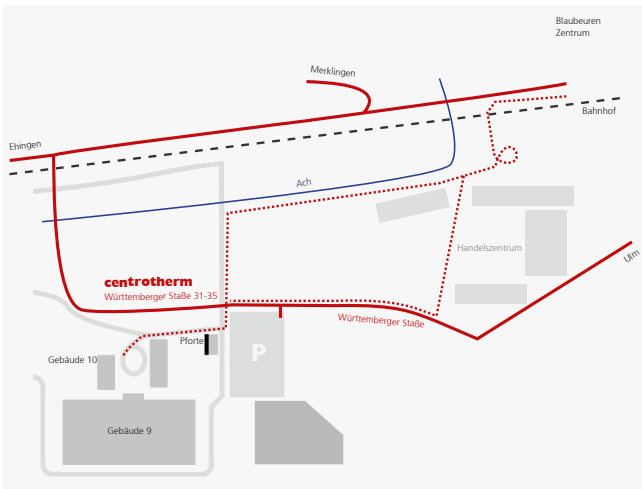 Blaubeuren
Zentrum
Merklingen
Bahnhof
Ehingen
Ach
Handelszentrum
Ulm
centrotherm
Württemberger Staße 31-35
Württemberger Staße
Pforte
P
Gebäude 10
Gebäude 9